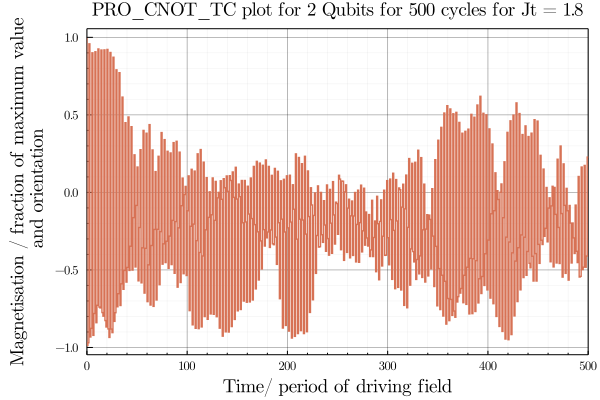 PRO_CNOT_TC plot for 2 Qubits for 500 cycles for Jt = 1.8
Magnetisation / fraction of maximum value
and orientation
1.0
0.5
0.0
−0.5
−1.0
0 100 200 300 400 500
Time/ period of driving field